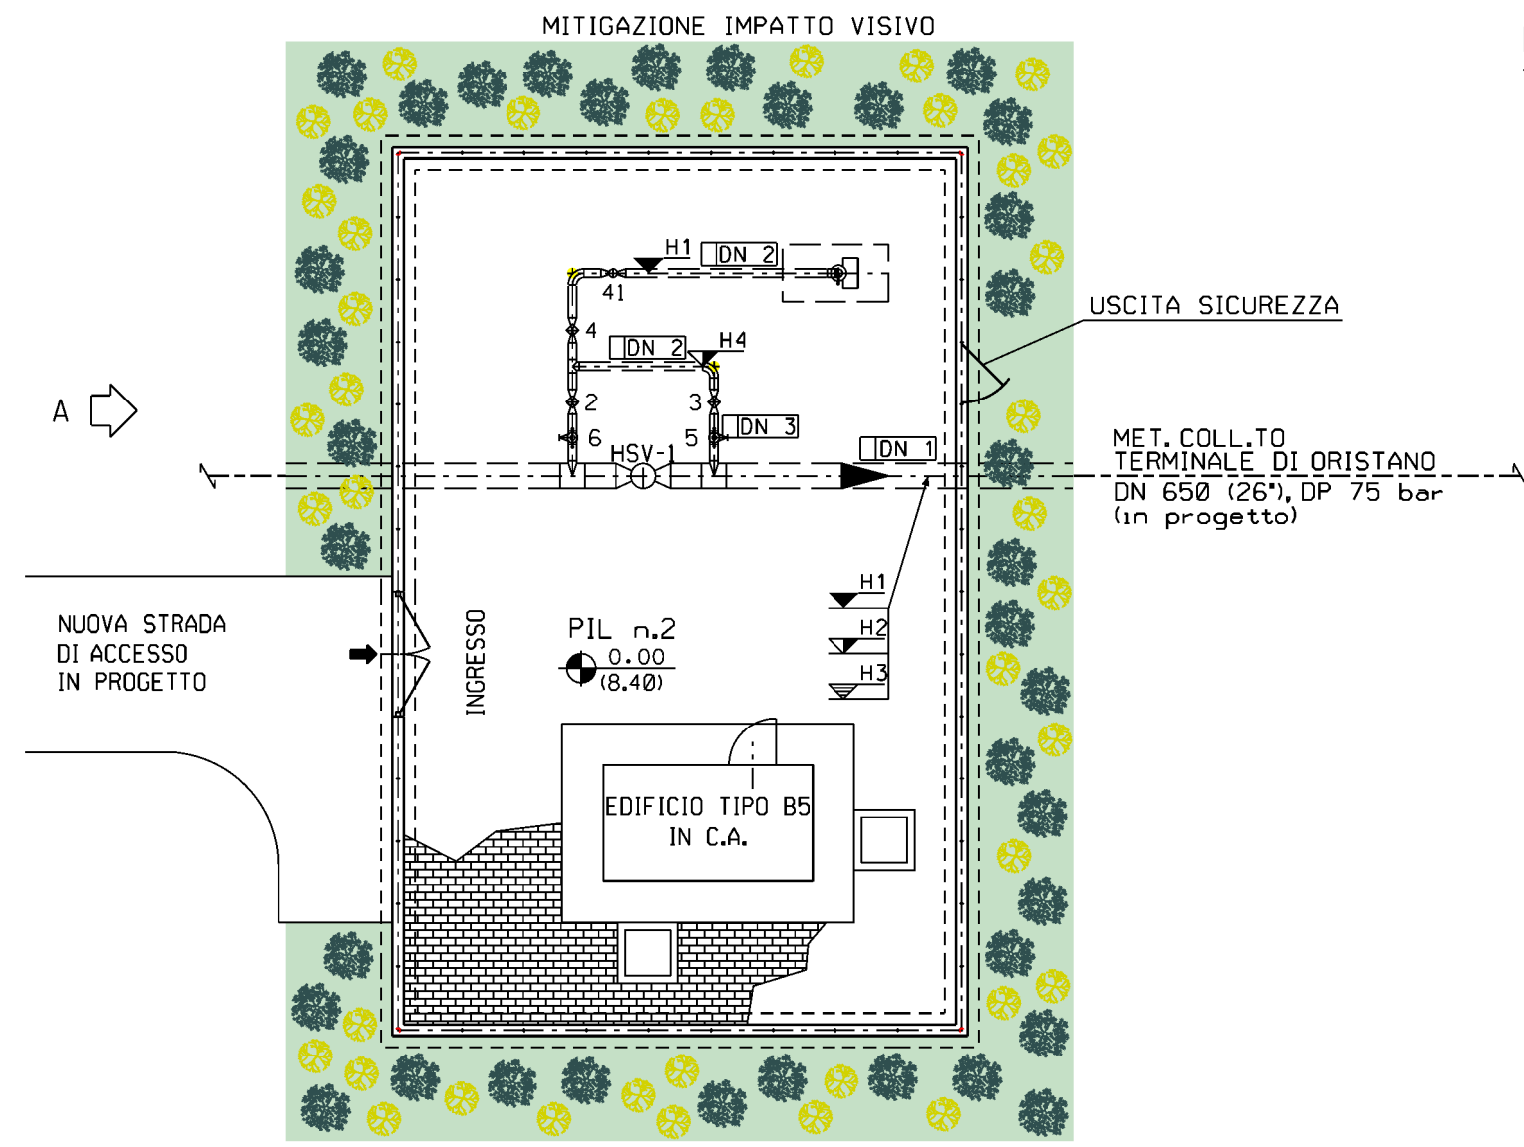 MITIGAZIONE IMPATTO VISIVO
H1
DN 2
41
4
DN 2
H4
2
3
6
5
DN 3
HSV-1
DN 1
USCITA SICUREZZA
A
MET. COLL.TO
TERMINALE DI ORISTANO
DN 650 (26"), DP 75 bar
(in progetto)
NUOVA STRADA
DI ACCESSO
IN PROGETTO
INGRESSO
PIL n.2
0.00
(8.40)
H1
H2
H3
EDIFICIO TIPO B5
IN C.A.